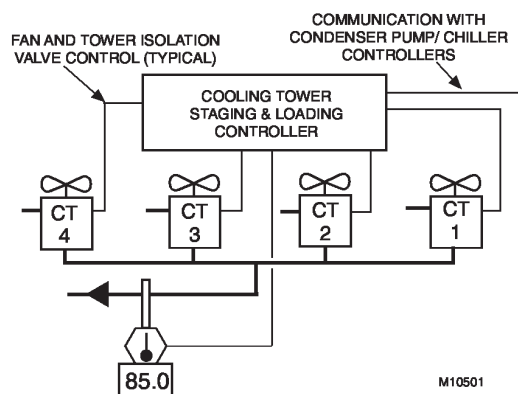 COMMUNICATION WITH
CONDENSER PUMP/ CHILLER
CONTROLLERS
FAN AND TOWER ISOLATION
VALVE CONTROL (TYPICAL)
COOLING TOWER
STAGING & LOADING
CONTROLLER
CT
4
CT
3
CT
2
CT
1
85.0
M10501